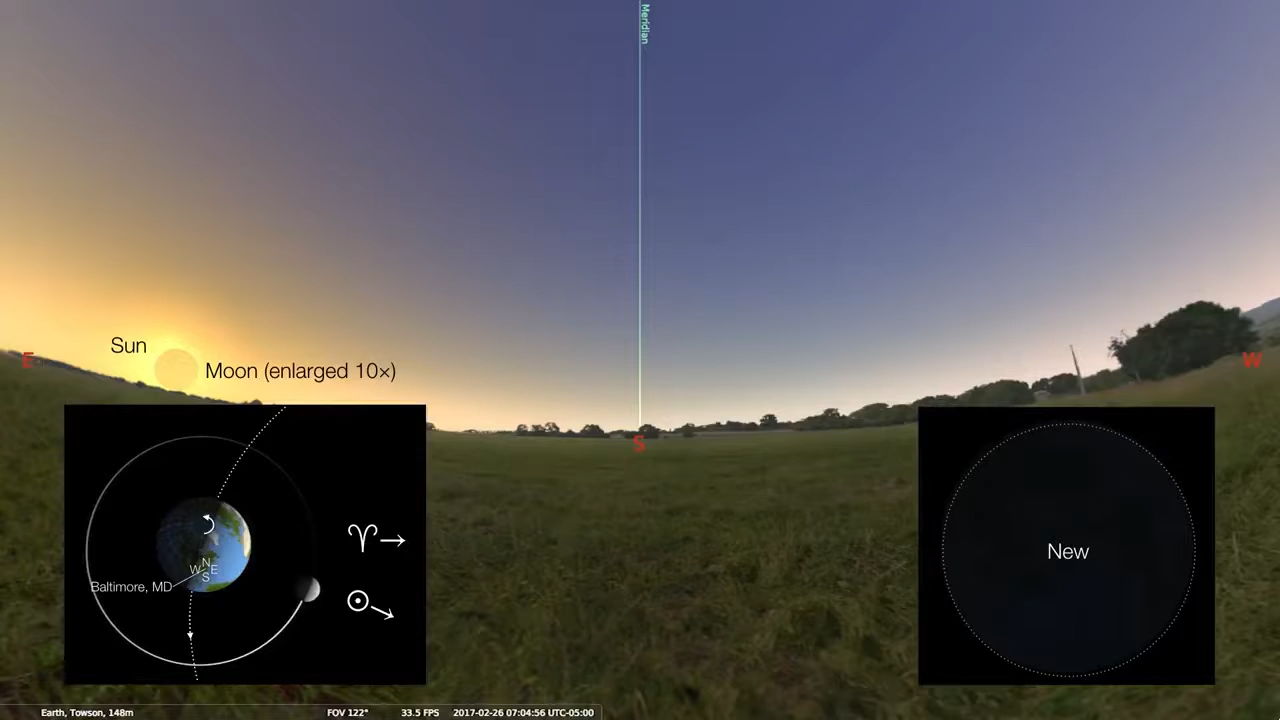 Meridian
Sun
Moon (enlarged 10×)
E
W
S
N
W E
S
Baltimore, MD
♈→
☉→
New
Earth, Towson, 148m
FOV 122°
33.5 FPS
2017-02-26 07:04:56 UTC-05:00